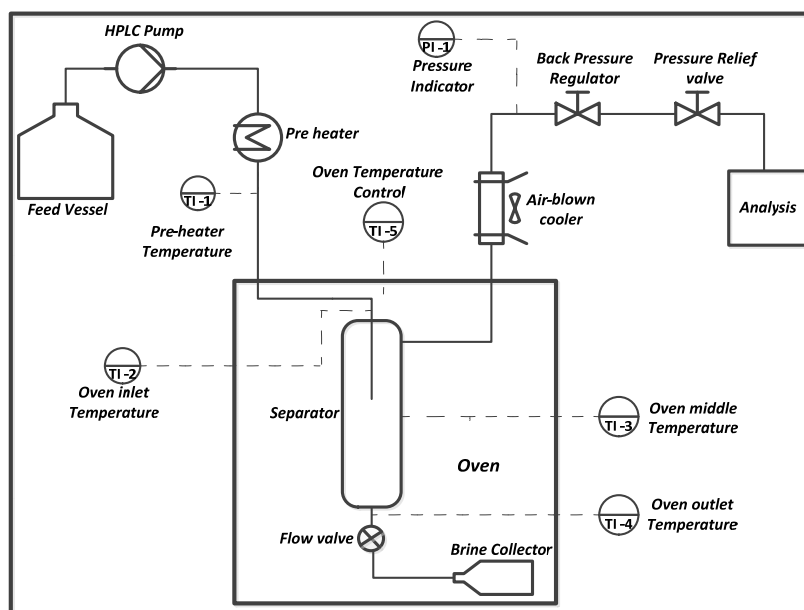 HPLC Pump
Feed Vessel
Pre heater
TI-1
Pre-heater
Temperature
Oven Temperature
Control
TI-5
PI-1
Pressure
Indicator
Back Pressure
Regulator
Pressure Relief
valve
Air-blown
cooler
Analysis
TI-2
Oven inlet
Temperature
Separator
TI-3
Oven middle
Temperature
Oven
TI-4
Oven outlet
Temperature
Flow valve
Brine Collector